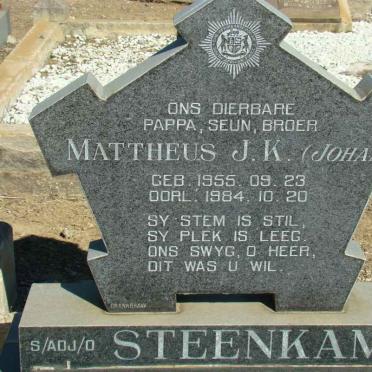 ONS DIERBARE
PAPPA, SEUN, BROER
MATTHEUS J.K. (JOHA
GEB. 1955. 09. 23
OORL. 1984. 10. 20
SY STEM IS STIL,
SY PLEK IS LEEG.
ONS SWYG, O HEER,
DIT WAS U WIL.
S/ADJ/O STEENKAM